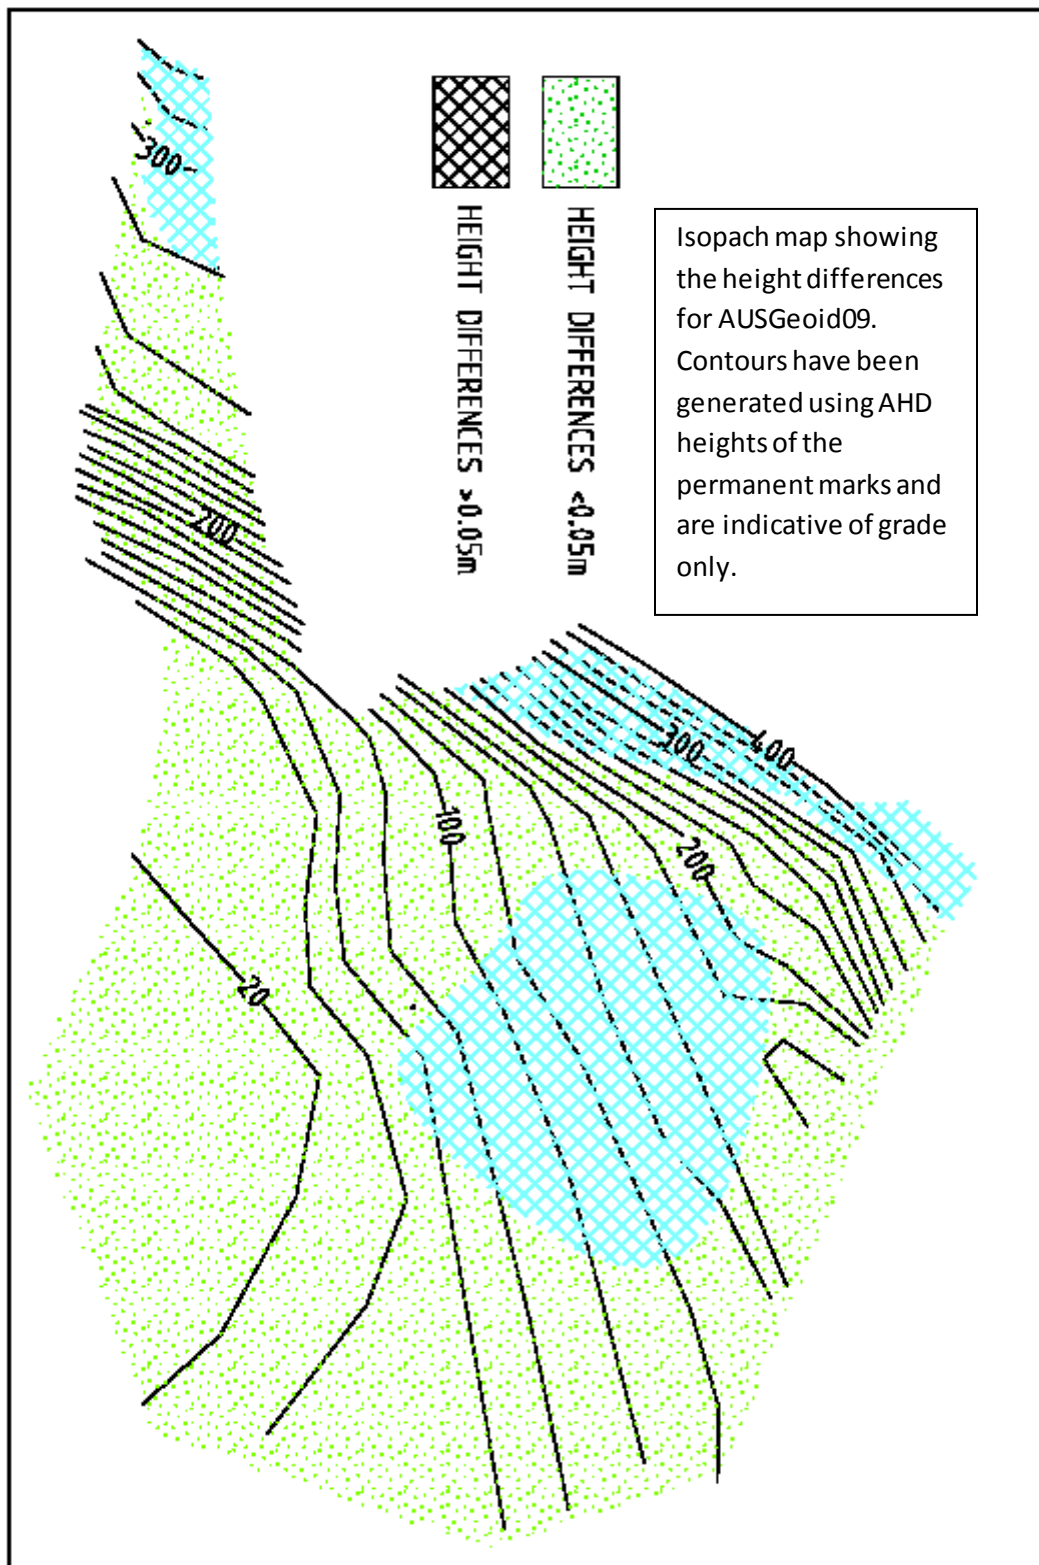 300
HEIGHT DIFFERENCES >0.05m
HEIGHT DIFFERENCES <0.05m
Isopach map showing
the height differences
for AUSGeoid09.
Contours have been
generated using AHD
heights of the
permanent marks and
are indicative of grade
only.
200
300
400
100
200
20